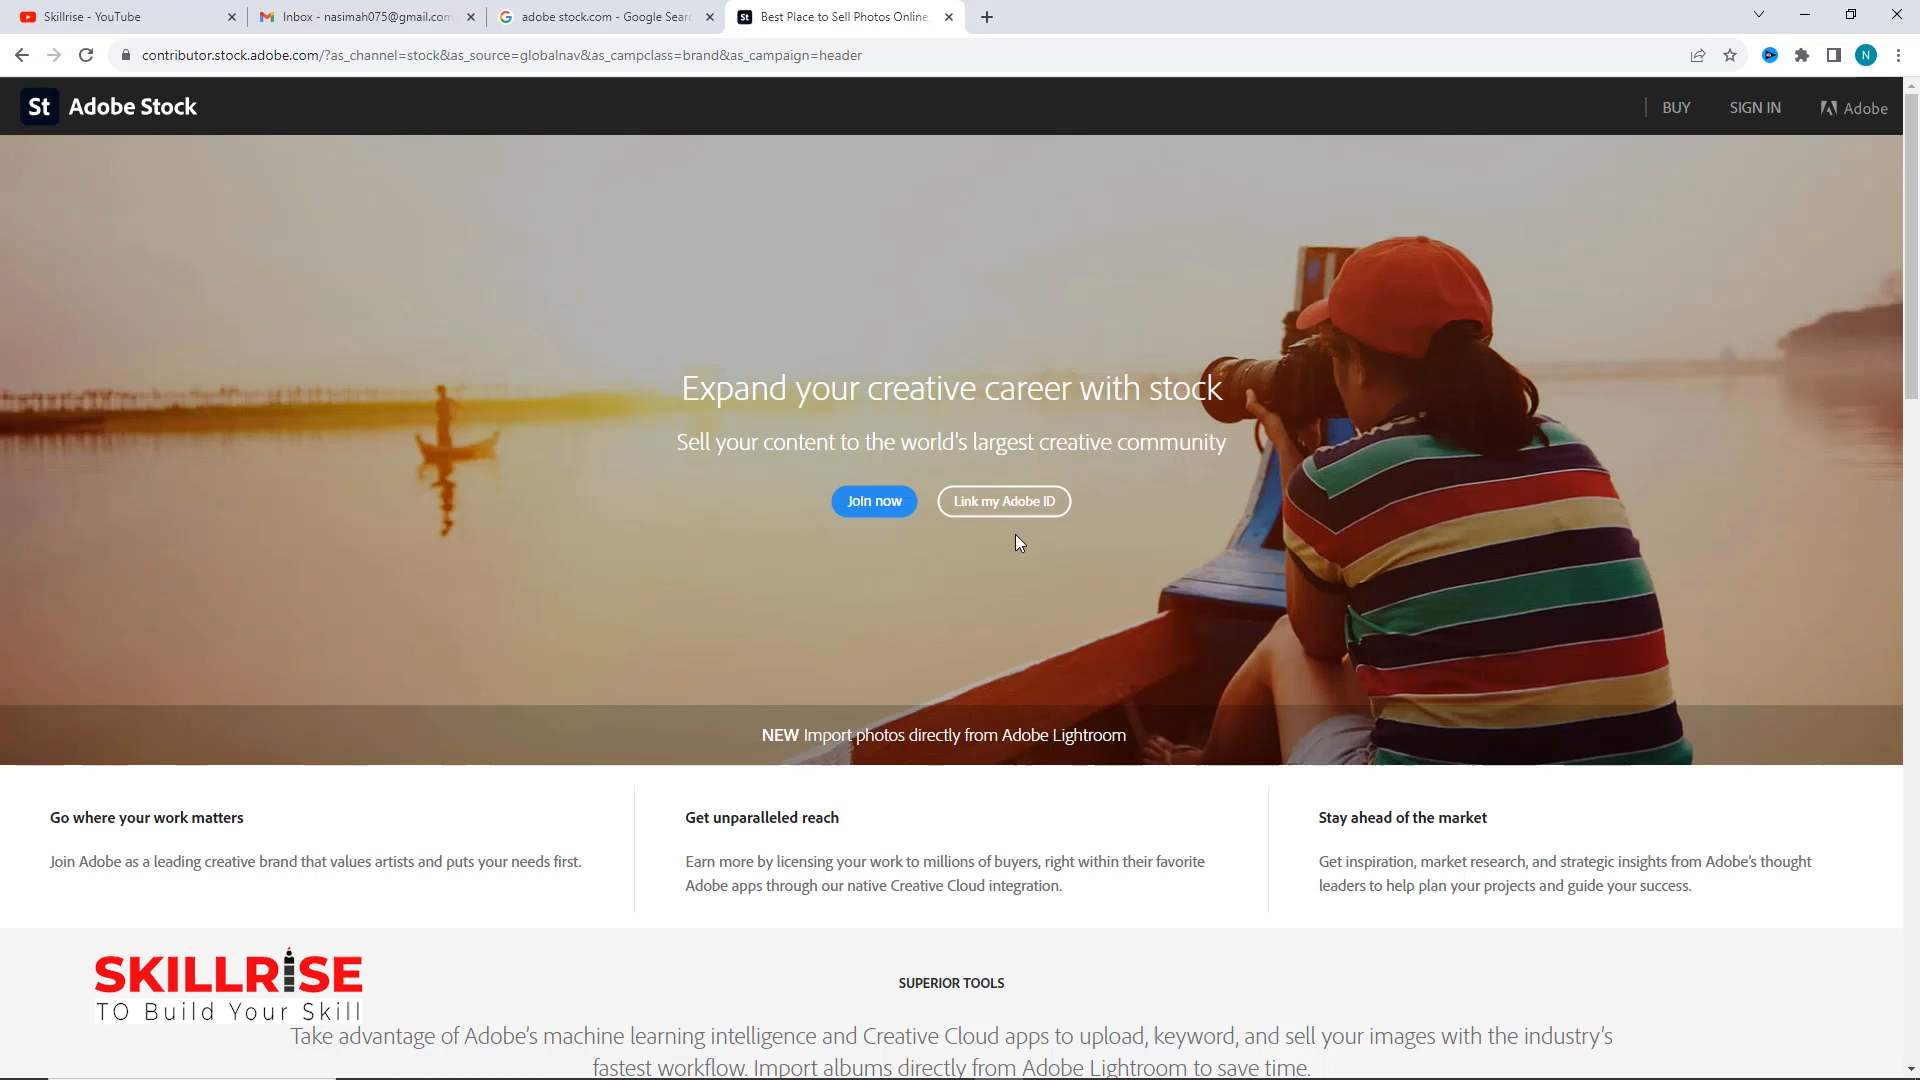 Skillrise - YouTube
Inbox - nasimah075@gmail.com
adobe stock.com - Google Sear
Best Place to Sell Photos Online,
contributor.stock.adobe.com/?as_channel=stock&as_source=globalnav&as_campclass=brand&as_campaign=header
N
St Adobe Stock
BUY
SIGN IN
Adobe
Expand your creative career with stock
Sell your content to the world's largest creative community
Join now
Link my Adobe ID
NEW Import photos directly from Adobe Lightroom
Go where your work matters
Join Adobe as a leading creative brand that values artists and puts your needs first.
Get unparalleled reach
Earn more by licensing your work to millions of buyers, right within their favorite
Adobe apps through our native Creative Cloud integration.
Stay ahead of the market
Get inspiration, market research, and strategic insights from Adobe's thought
leaders to help plan your projects and guide your success.
SKILLRISE
TO Build Your Skill
SUPERIOR TOOLS
Take advantage of Adobe's machine learning intelligence and Creative Cloud apps to upload, keyword, and sell your images with the industry's
fastest workflow. Import albums directly from Adobe Lightroom to save time.